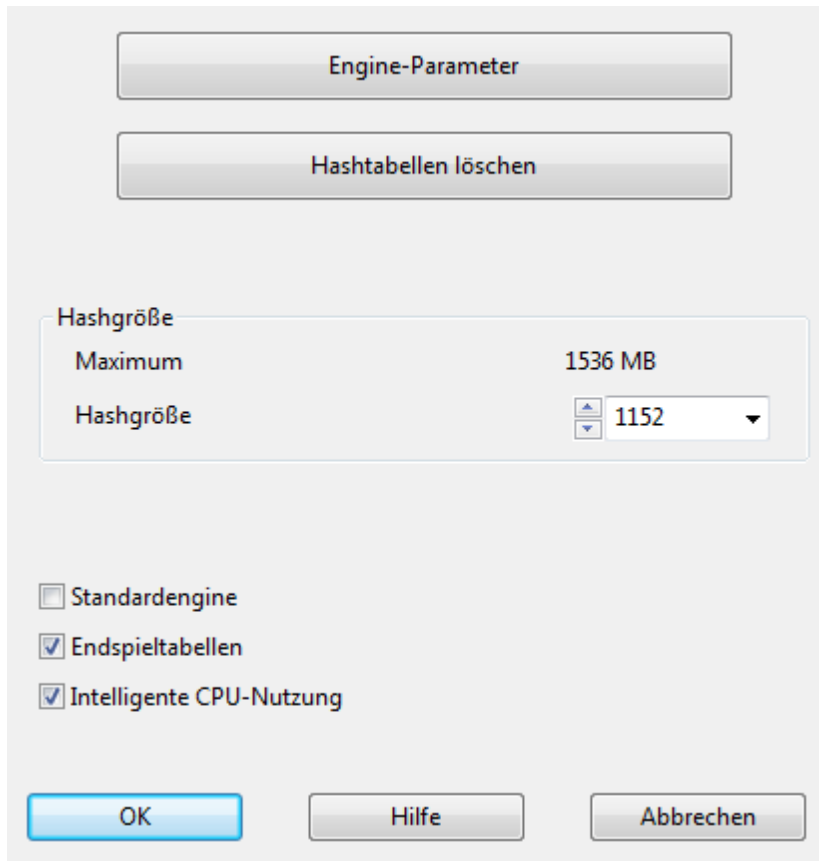 Engine-Parameter
Hashtabellen löschen
Hashgröße
Maximum 1536 MB
Hashgröße 1152
Standardengine
Endspieltabellen
Intelligente CPU-Nutzung
OK Hilfe Abbrechen